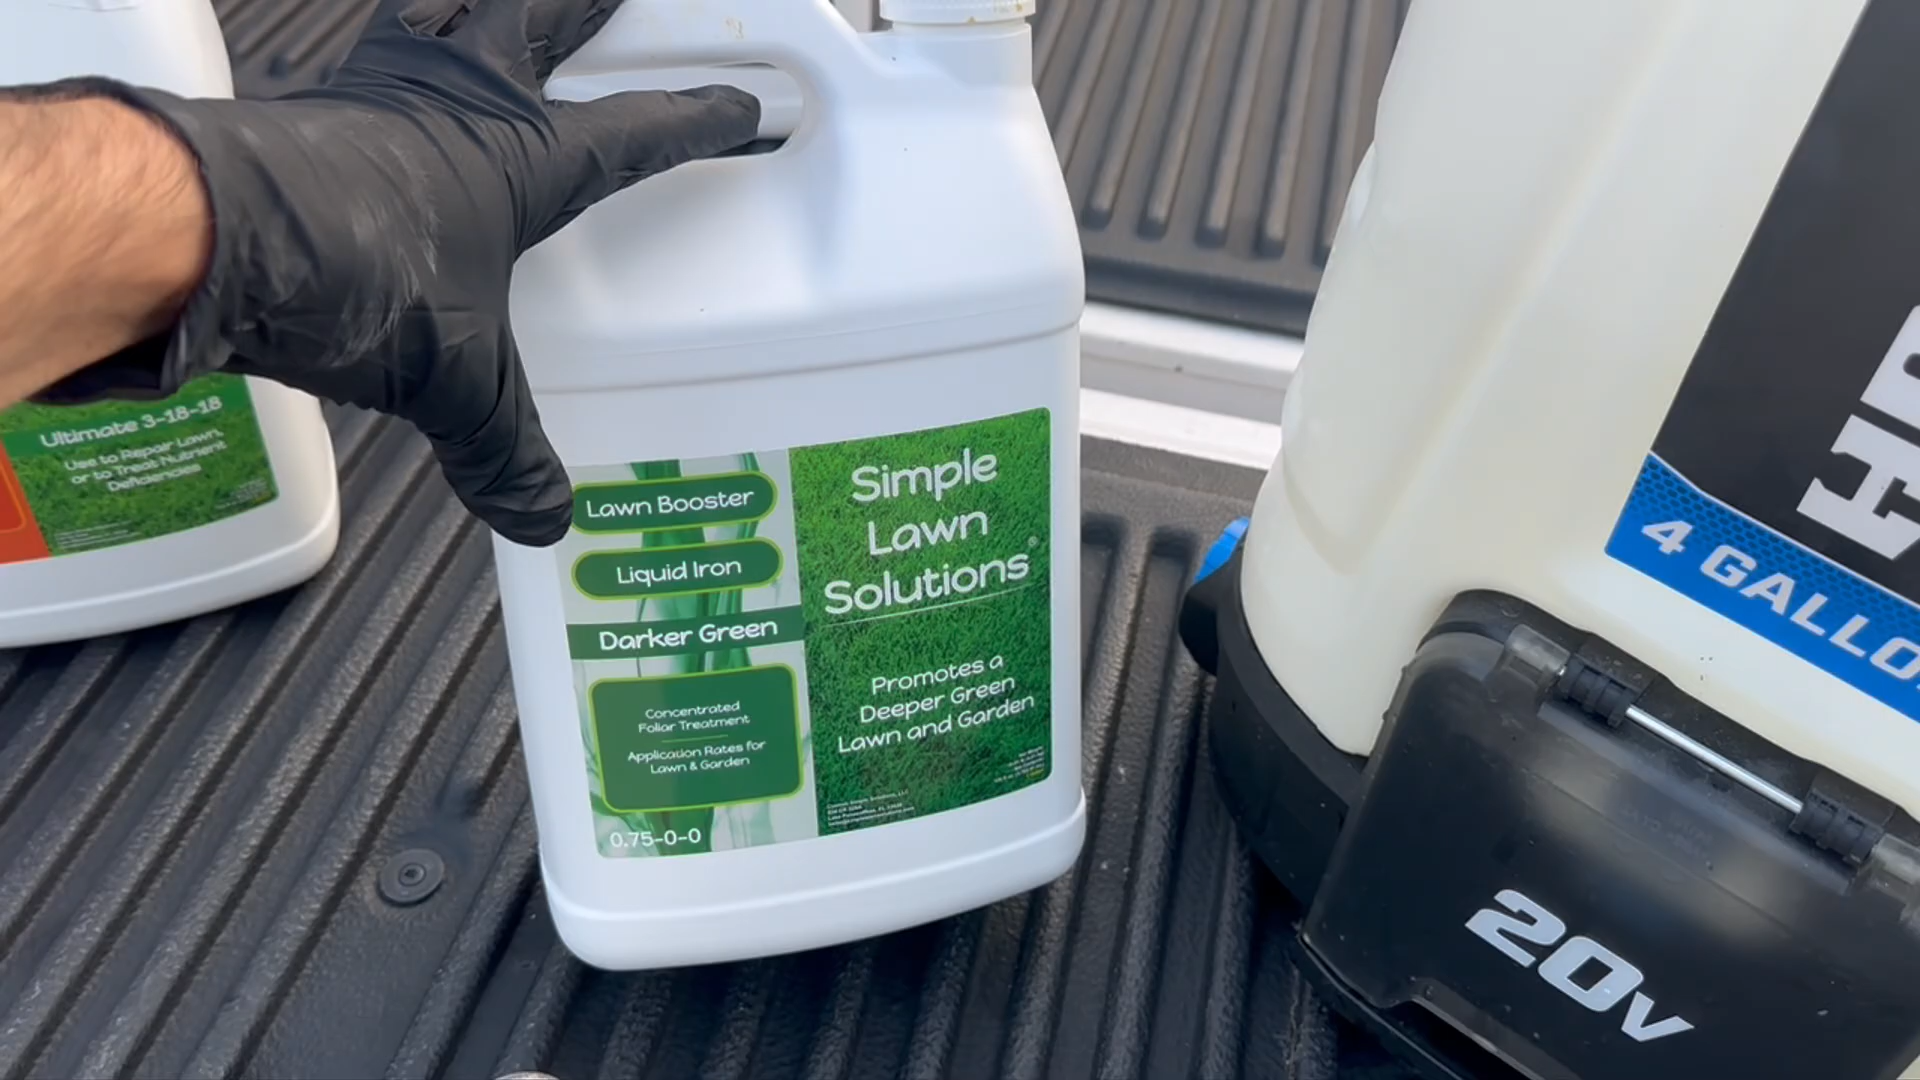 Ultimate 3-18-18
Use to Repair Lawn,
or to Treat Nutrient
Deficiencies
Lawn Booster
Liquid Iron
Darker Green
Concentrated
Foliar Treatment
Application Rates for
Lawn & Garden
0.75-0-0
Simple
Lawn
Solutions®
Promotes a
Deeper Green
Lawn and Garden
4 GALLO
20V